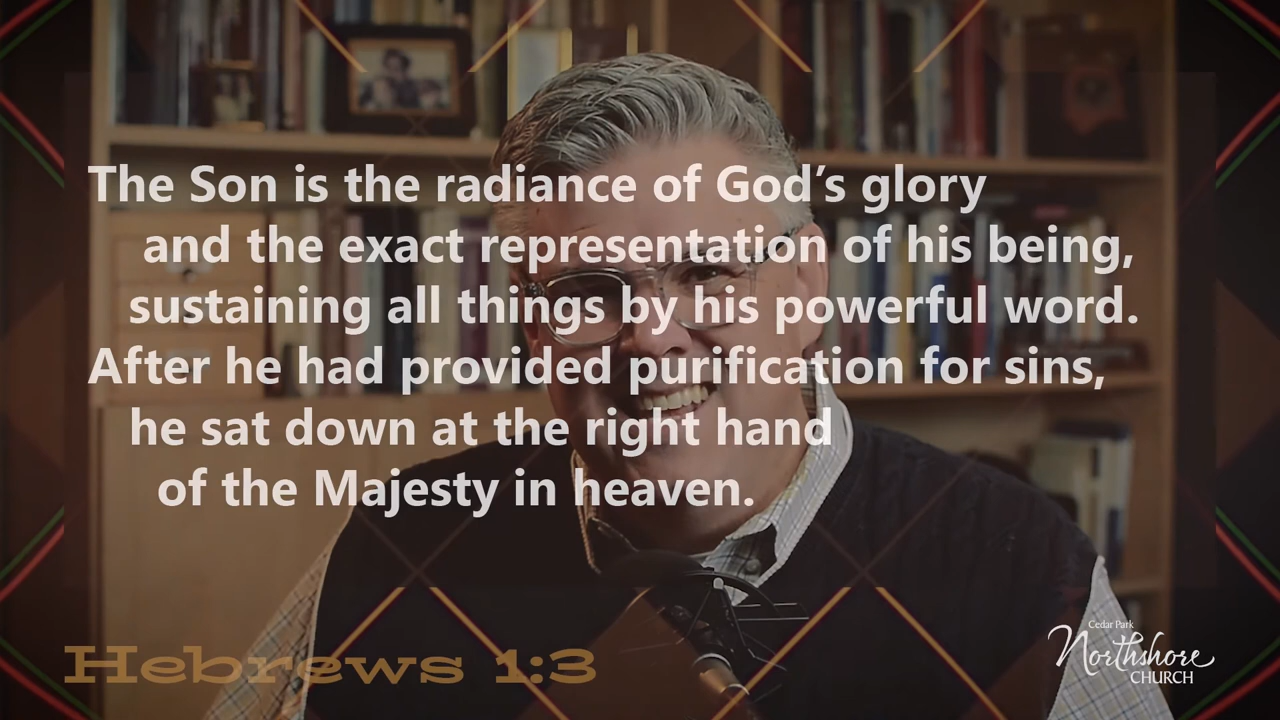 The Son is the radiance of God’s glory
and the exact representation of his being,
sustaining all things by his powerful word.
After he had provided purification for sins,
he sat down at the right hand
of the Majesty in heaven.
Hebrews 1:3
Cedar Park
Northshore
CHURCH